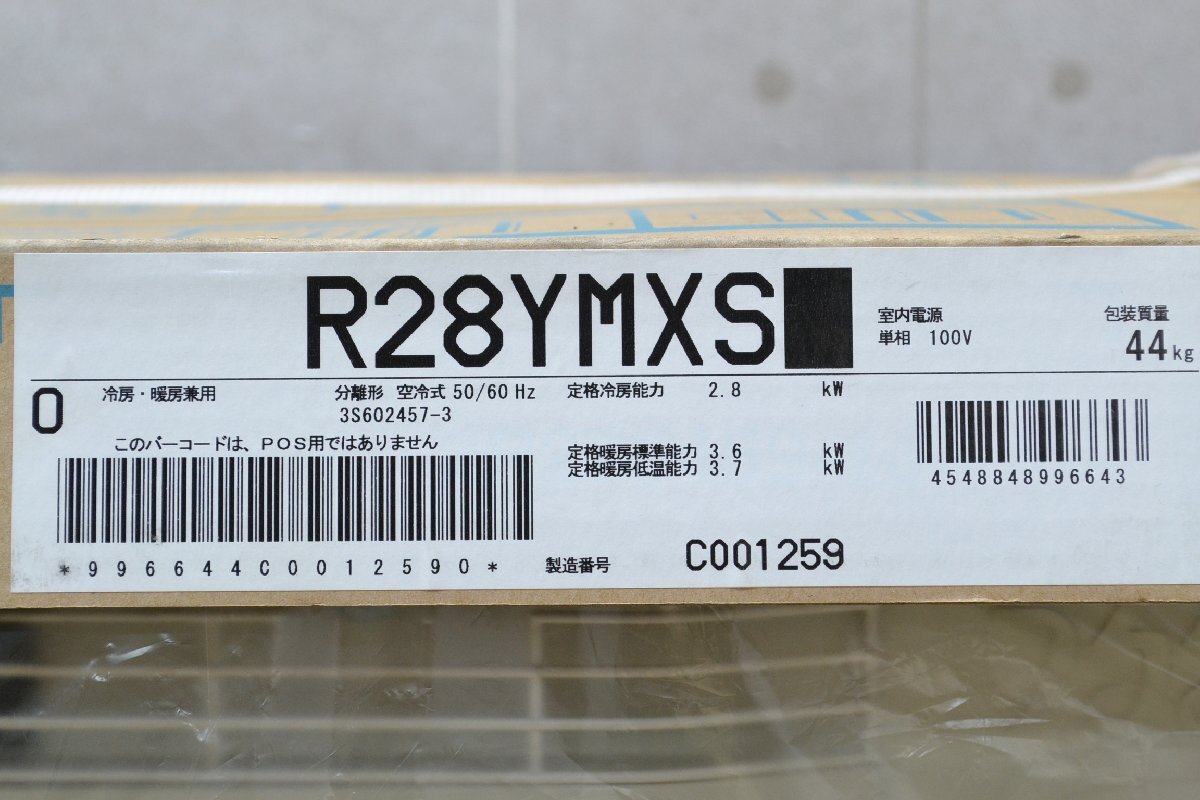 R28YMXS■
室内電源
単相 100V
包装質量
44kg
0
冷房・暖房兼用
分離形 空冷式 50/60 Hz
3S602457-3
定格冷房能力 2.8 kW
定格暖房標準能力 3.6 kW
定格暖房低温能力 3.7 kW
このバーコードは、POS用ではありません
*996644C0012590*
製造番号 C001259
4548848996643